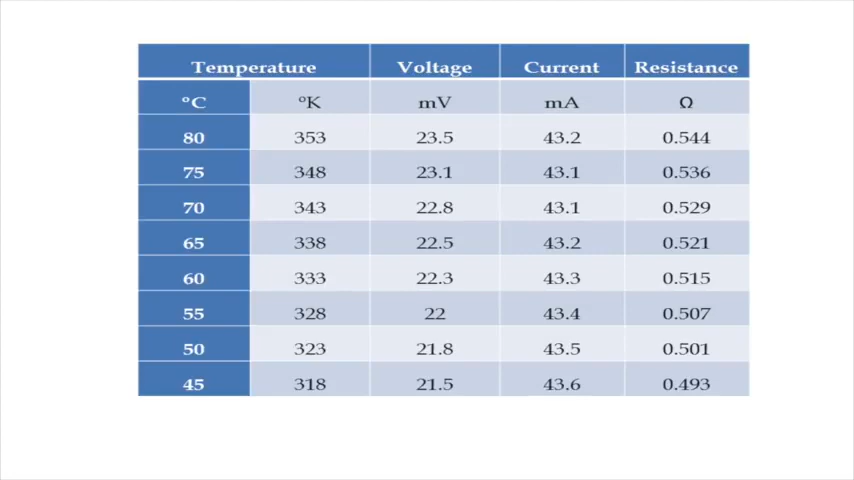 Temperature Voltage Current Resistance
°C °K mV mA Ω
80 353 23.5 43.2 0.544
75 348 23.1 43.1 0.536
70 343 22.8 43.1 0.529
65 338 22.5 43.2 0.521
60 333 22.3 43.3 0.515
55 328 22 43.4 0.507
50 323 21.8 43.5 0.501
45 318 21.5 43.6 0.493